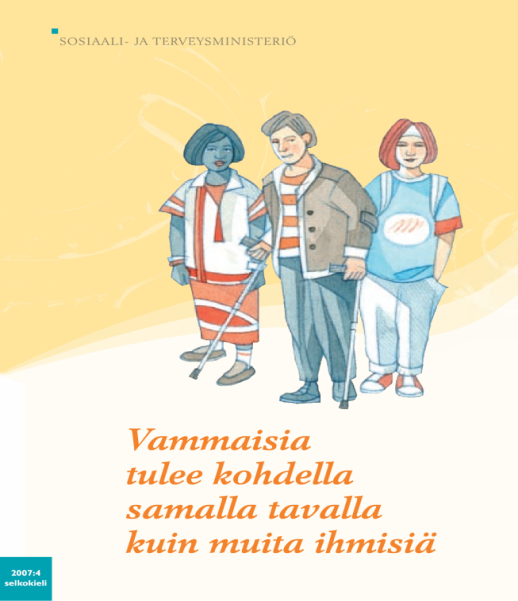 SOSIAALI- JA TERVEYSMINISTERIÖ
Vammaisia
tulee kohdella
samalla tavalla
kuin muita ihmisiä
2007:4
selkokieli